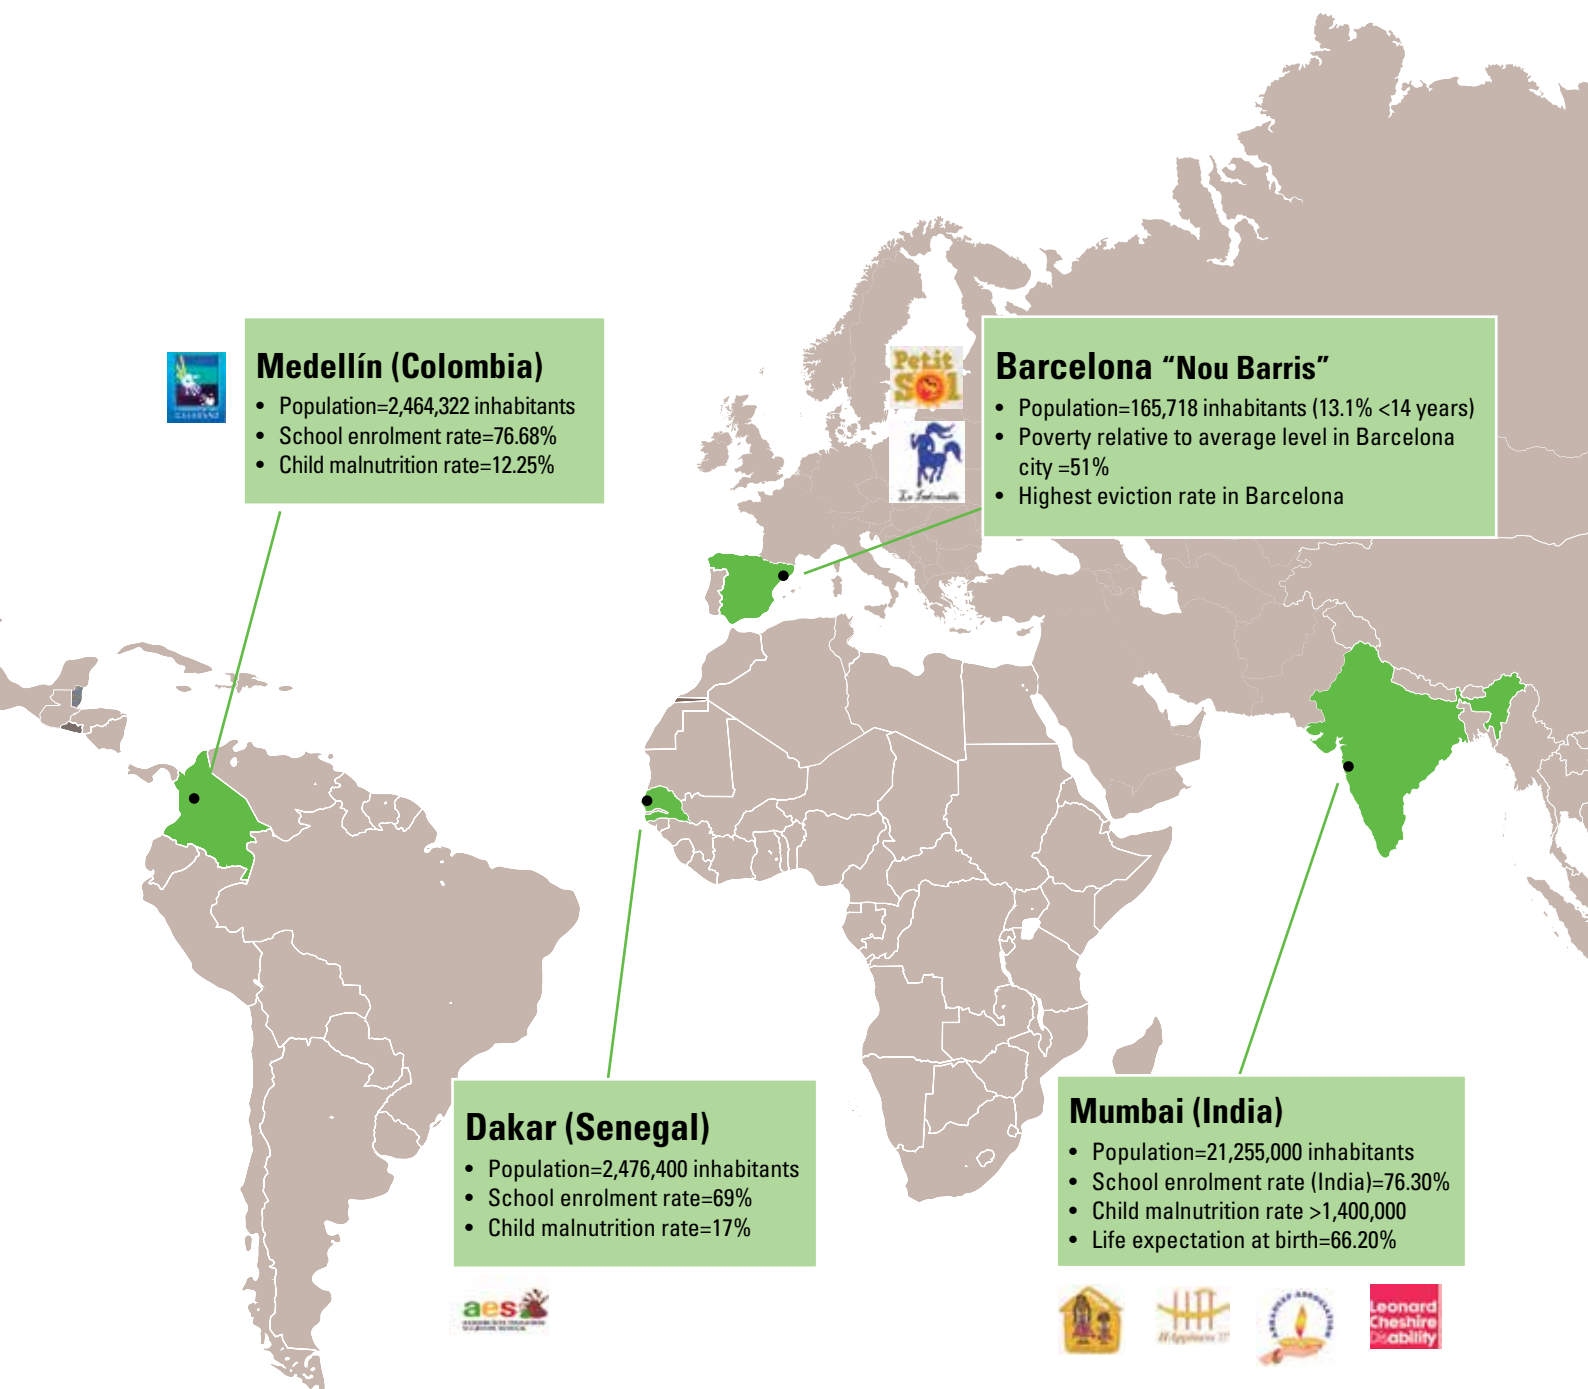 Medellín (Colombia)
• Population=2,464,322 inhabitants
• School enrolment rate=76.68%
• Child malnutrition rate=12.25%
Petit
Sol
Barcelona “Nou Barris”
• Population=165,718 inhabitants (13.1% <14 years)
• Poverty relative to average level in Barcelona
city =51%
• Highest eviction rate in Barcelona
Dakar (Senegal)
• Population=2,476,400 inhabitants
• School enrolment rate=69%
• Child malnutrition rate=17%
aes
Mumbai (India)
• Population=21,255,000 inhabitants
• School enrolment rate (India)=76.30%
• Child malnutrition rate >1,400,000
• Life expectation at birth=66.20%
Leonard
Cheshire
Disability